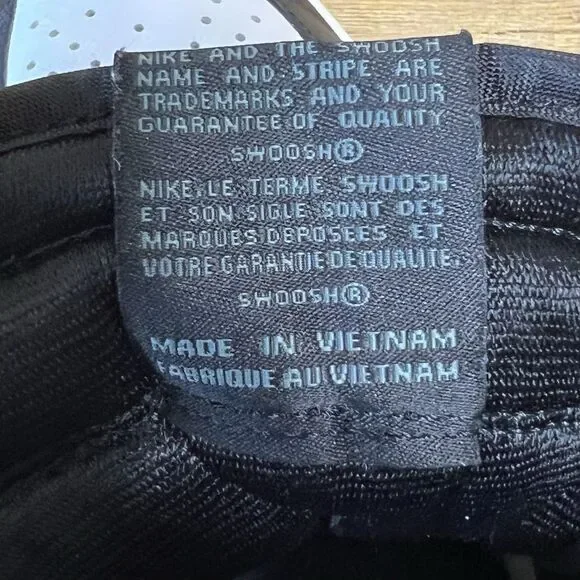 NIKE AND THE SWOOSH
NAME AND STRIPE ARE
TRADEMARKS AND YOUR
GUARANTEE OF QUALITY
SWOOSH®
NIKE, LE TERME SWOOSH
ET SON SIGLE SONT DES
MARQUES DEPOSEES ET
VOTRE GARANTIE DE QUALITE.
SWOOSH®
MADE IN VIETNAM
FABRIQUE AU VIETNAM